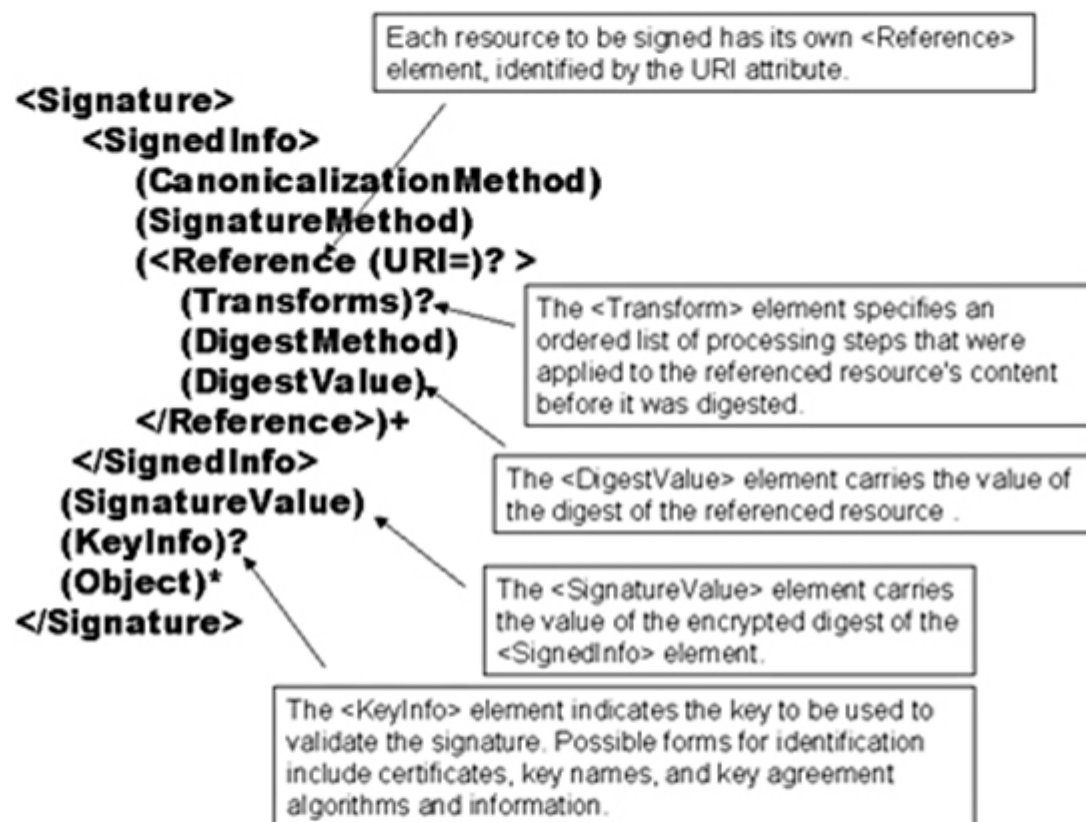 Each resource to be signed has its own <Reference>
element, identified by the URI attribute.
<Signature>
<SignedInfo>
(CanonicalizationMethod)
(SignatureMethod)
(<Reference (URI=)? >
(Transforms)?
(DigestMethod)
(DigestValue)
</Reference>)+
</SignedInfo>
(SignatureValue)
(KeyInfo)?
(Object)*
</Signature>
The <Transform> element specifies an
ordered list of processing steps that were
applied to the referenced resource's content
before it was digested.
The <DigestValue> element carries the value of
the digest of the referenced resource .
The <SignatureValue> element carries
the value of the encrypted digest of the
<SignedInfo> element.
The <KeyInfo> element indicates the key to be used to
validate the signature. Possible forms for identification
include certificates, key names, and key agreement
algorithms and information.